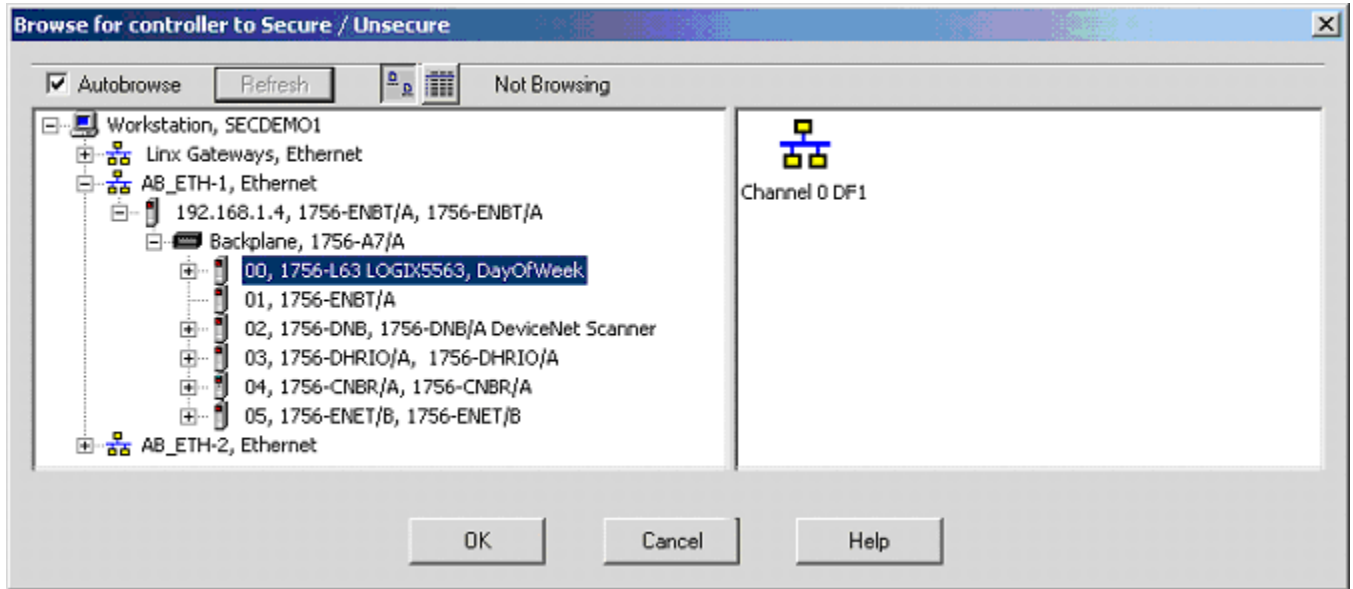 Browse for controller to Secure / Unsecure
Autobrowse Refresh Not Browsing
Workstation, SECDEMO1
Linx Gateways, Ethernet
AB_ETH-1, Ethernet
192.168.1.4, 1756-ENBT/A, 1756-ENBT/A
Backplane, 1756-A7/A
00, 1756-L63 LOGIX5563, DayOfWeek
01, 1756-ENBT/A
02, 1756-DNB, 1756-DNB/A DeviceNet Scanner
03, 1756-DHRIO/A, 1756-DHRIO/A
04, 1756-CNBR/A, 1756-CNBR/A
05, 1756-ENET/B, 1756-ENET/B
AB_ETH-2, Ethernet
Channel 0 DF1
OK Cancel Help